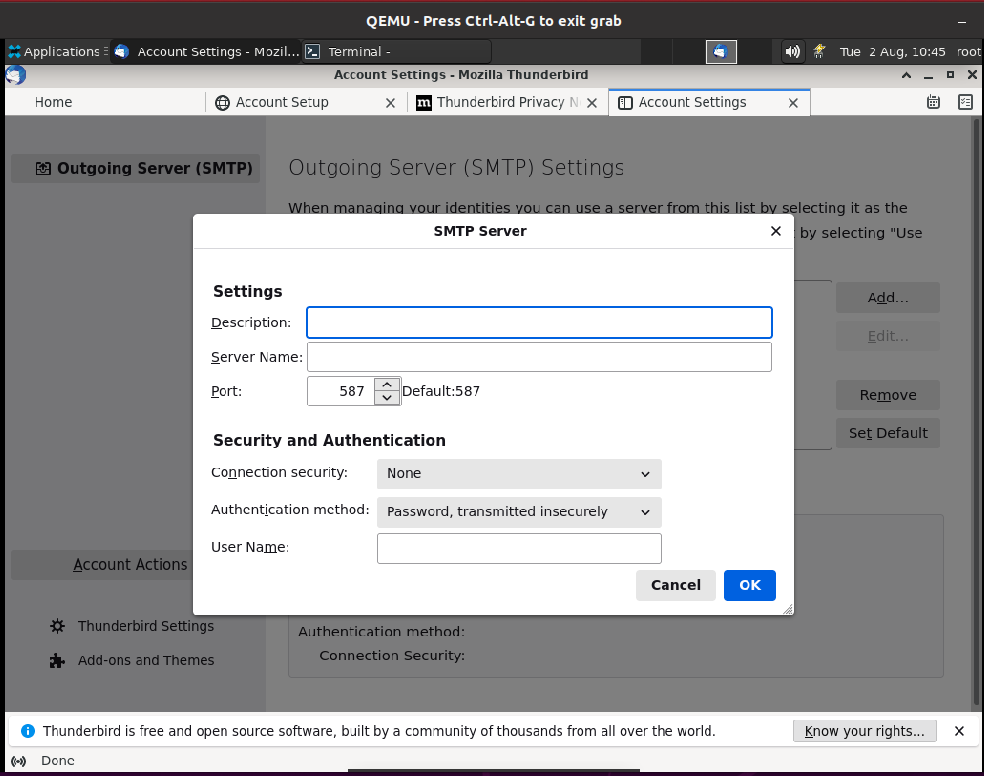 QEMU - Press Ctrl-Alt-G to exit grab
Applications
Account Settings - Mozil...
Terminal -
Tue 2 Aug, 10:45 root
Account Settings - Mozilla Thunderbird
Home
Account Setup
m Thunderbird Privacy N
Account Settings
Outgoing Server (SMTP)
Outgoing Server (SMTP) Settings
When managing your identities you can use a server from this list by selecting it as the
by selecting "Use
SMTP Server
Settings
Description:
Server Name:
Port: 587 Default:587
Security and Authentication
Connection security: None
Authentication method: Password, transmitted insecurely
User Name:
Cancel OK
Add...
Edit...
Remove
Set Default
Account Actions
Thunderbird Settings
Add-ons and Themes
Authentication method:
Connection Security:
Thunderbird is free and open source software, built by a community of thousands from all over the world.
Know your rights...
Done